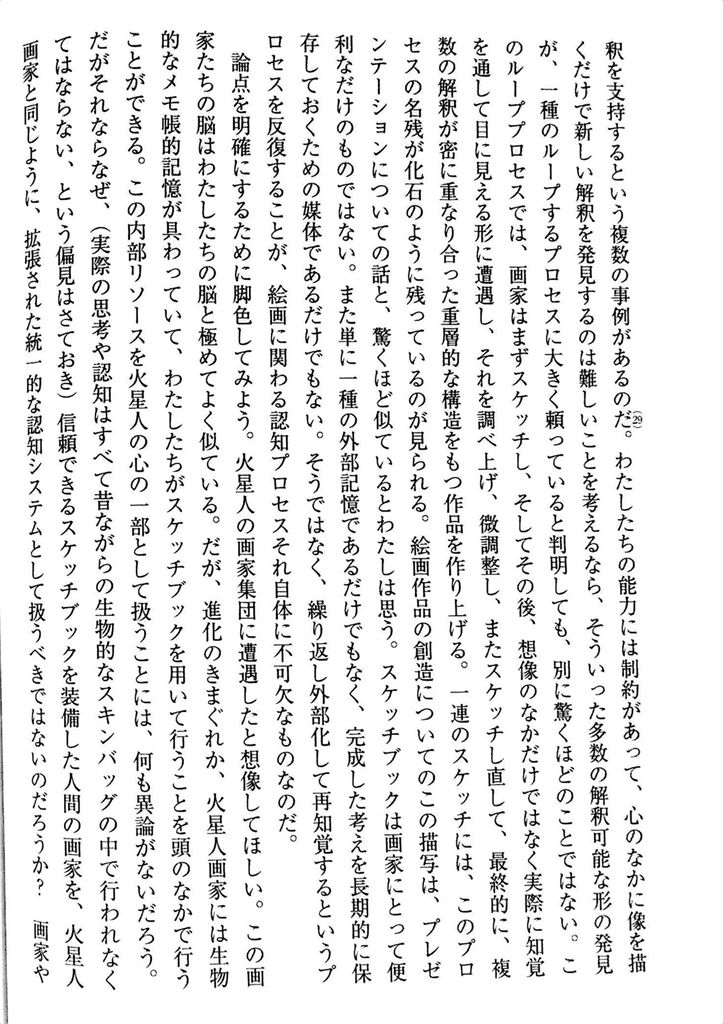 釈を支持するという複数の事例があるのだ。(29)わたしたちの能力には制約があって、心のなかに像を描
くだけで新しい解釈を発見するのは難しいことを考えるなら、そういった多数の解釈可能な形の発見
が、一種のループするプロセスに大きく頼っていると判明しても、別に驚くほどのことではない。こ
のループプロセスでは、画家はまずスケッチし、そしてその後、想像のなかだけではなく実際に知覚
を通して目に見える形に遭遇し、それを調べ上げ、微調整し、またスケッチし直して、最終的に、複
数の解釈が密に重なり合った重層的な構造をもつ作品を作り上げる。一連のスケッチには、このプロ
セスの名残が化石のように残っているのが見られる。絵画作品の創造についてのこの描写は、プレゼ
ンテーションについての話と、驚くほど似ているとわたしは思う。スケッチブックは画家にとって便
利なだけのものではない。また単に一種の外部記憶であるだけでもなく、完成した考えを長期的に保
存しておくための媒体であるだけでもない。そうではなく、繰り返し外部化して再知覚するというプ
ロセスを反復することが、絵画に関わる認知プロセスそれ自体に不可欠なものなのだ。
論点を明確にするために脚色してみよう。火星人の画家集団に遭遇したと想像してほしい。この画
家たちの脳はわたしたちの脳と極めてよく似ている。だが、進化のきまぐれか、火星人画家には生物
的なメモ帳的記憶が具わっていて、わたしたちがスケッチブックを用いて行うことを頭のなかで行う
ことができる。この内部リソースを火星人の心の一部として扱うことには、何も異論がないだろう。
だがそれならなぜ、(実際の思考や認知はすべて昔ながらの生物的なスキンバッグの中で行われなく
てはならない、という偏見はさておき)信頼できるスケッチブックを装備した人間の画家を、火星人
画家と同じように、拡張された統一的な認知システムとして扱うべきではないのだろうか? 画家や